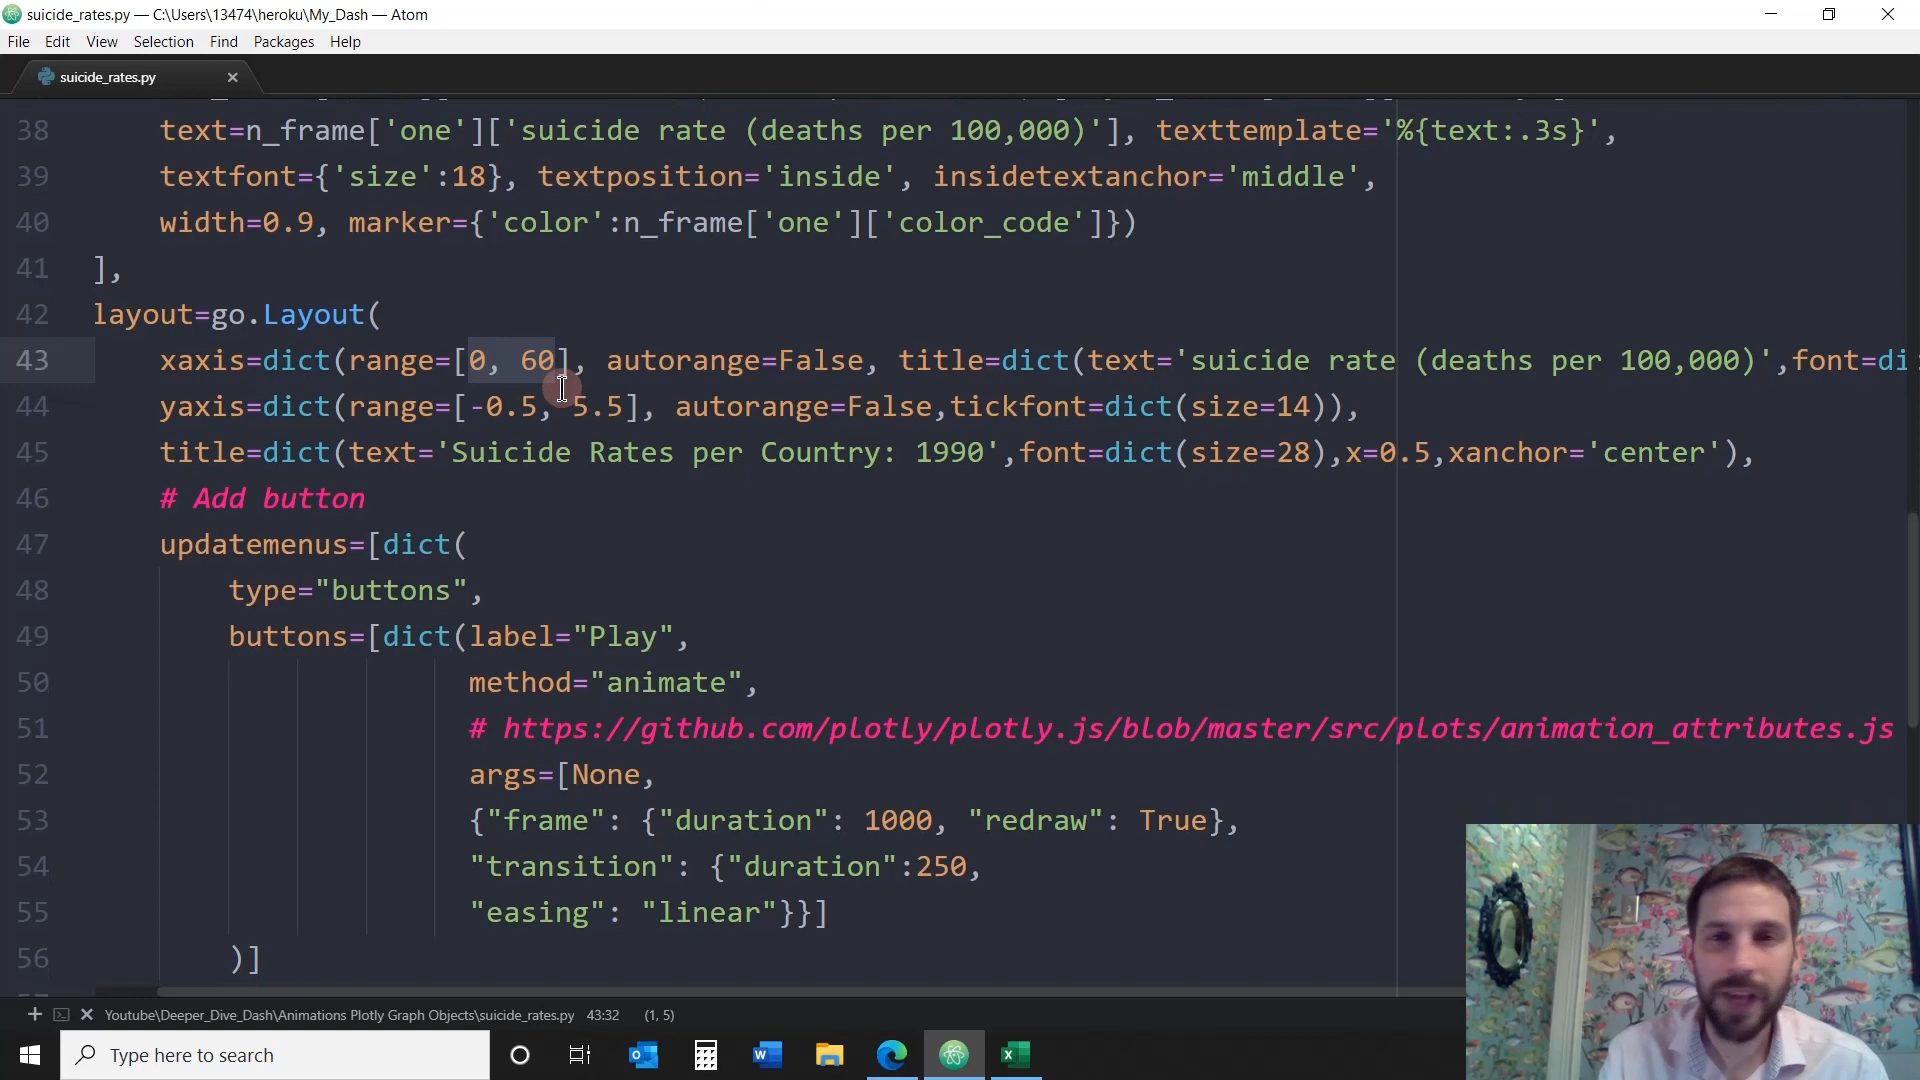 suicide_rates.py — C:\Users\13474\heroku\My_Dash — Atom
File Edit View Selection Find Packages Help
suicide_rates.py
38 text=n_frame['one']['suicide rate (deaths per 100,000)'], texttemplate='%{text:.3s}',
39 textfont={'size':18}, textposition='inside', insidetextanchor='middle',
40 width=0.9, marker={'color':n_frame['one']['color_code']})
41 ],
42 layout=go.Layout(
43 xaxis=dict(range=[0, 60], autorange=False, title=dict(text='suicide rate (deaths per 100,000)',font=di
44 yaxis=dict(range=[-0.5, 5.5], autorange=False,tickfont=dict(size=14)),
45 title=dict(text='Suicide Rates per Country: 1990',font=dict(size=28),x=0.5,xanchor='center'),
46 # Add button
47 updatemenus=[dict(
48 type="buttons",
49 buttons=[dict(label="Play",
50 method="animate",
51 # https://github.com/plotly/plotly.js/blob/master/src/plots/animation_attributes.js
52 args=[None,
53 {"frame": {"duration": 1000, "redraw": True},
54 "transition": {"duration":250,
55 "easing": "linear"}}]
56 )]
Youtube\Deeper_Dive_Dash\Animations Plotly Graph Objects\suicide_rates.py 43:32 (1, 5)
Type here to search